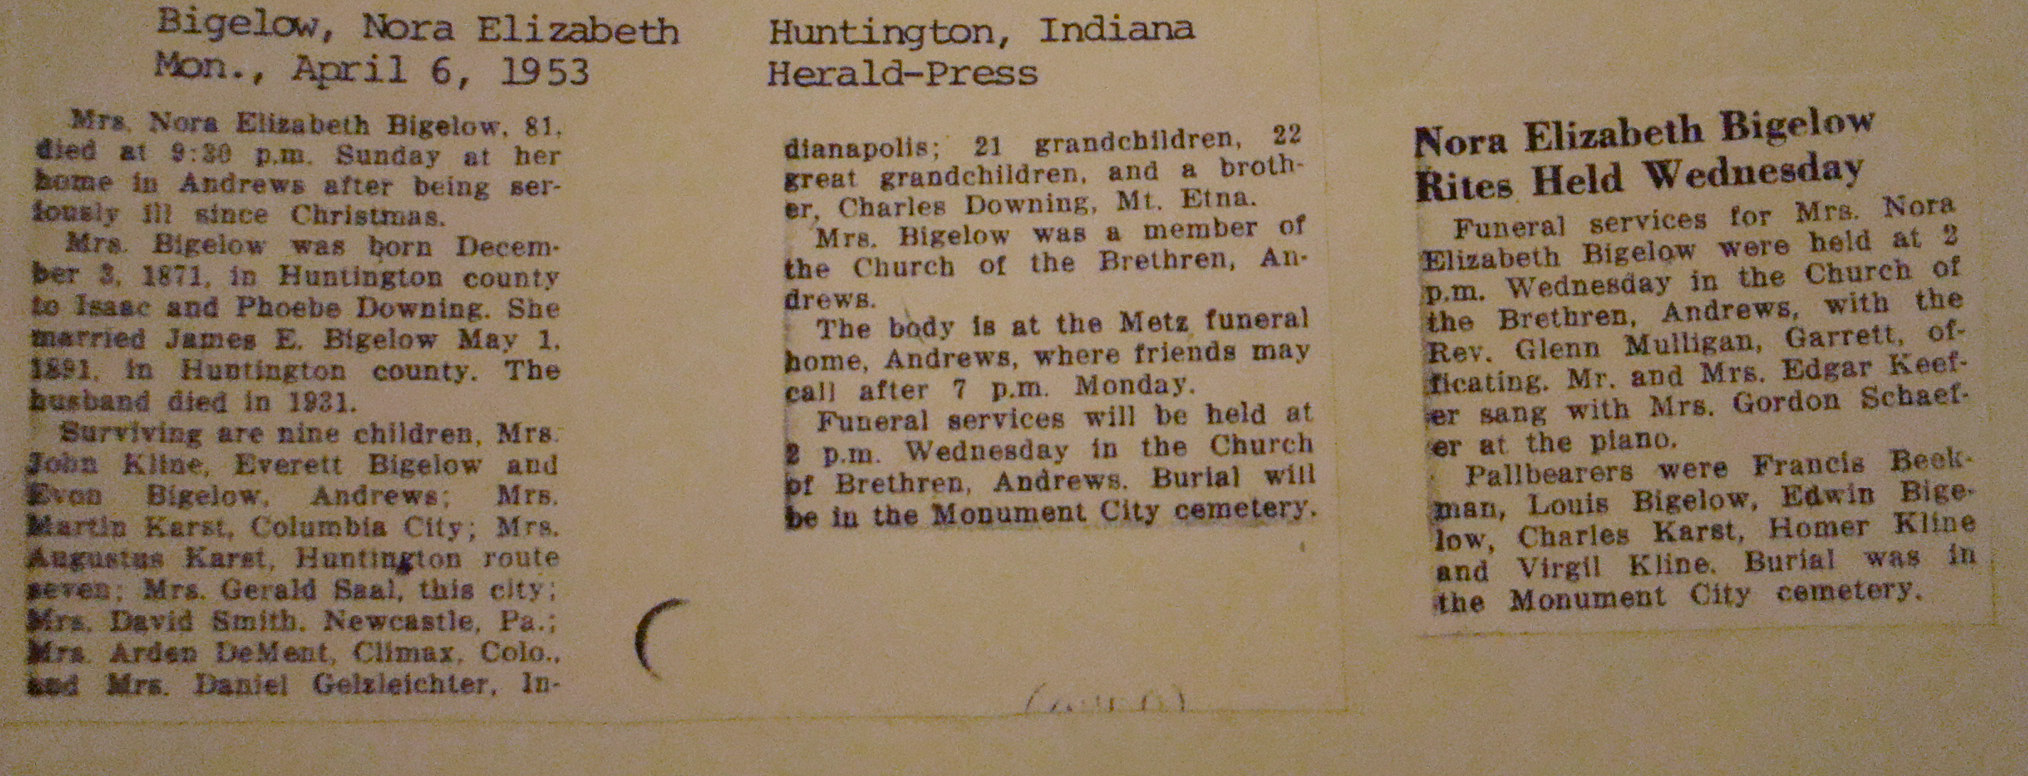 Bigelow, Nora Elizabeth
Mon., April 6, 1953
Huntington, Indiana
Herald-Press
Mrs. Nora Elizabeth Bigelow, 81,
died at 9:30 p.m. Sunday at her
home in Andrews after being ser-
iously ill since Christmas.
Mrs. Bigelow was born Decem-
ber 3, 1871, in Huntington county
to Isaac and Phoebe Downing. She
married James E. Bigelow May 1,
1891, in Huntington county. The
husband died in 1931.
Surviving are nine children, Mrs.
John Kline, Everett Bigelow and
Evon Bigelow, Andrews; Mrs.
Martin Karst, Columbia City; Mrs.
Augustus Karst, Huntington route
seven; Mrs. Gerald Saal, this city;
Mrs. David Smith, Newcastle, Pa.;
Mrs. Arden DeMent, Climax, Colo.,
and Mrs. Daniel Gelzleichter, In-
dianapolis; 21 grandchildren, 22
great grandchildren, and a broth-
er, Charles Downing, Mt. Etna.
Mrs. Bigelow was a member of
the Church of the Brethren, An-
drews.
The body is at the Metz funeral
home, Andrews, where friends may
call after 7 p.m. Monday.
Funeral services will be held at
2 p.m. Wednesday in the Church
of Brethren, Andrews. Burial will
be in the Monument City cemetery.
Nora Elizabeth Bigelow
Rites Held Wednesday
Funeral services for Mrs. Nora
Elizabeth Bigelow were held at 2
p.m. Wednesday in the Church of
the Brethren, Andrews, with the
Rev. Glenn Mulligan, Garrett, of-
ficating. Mr. and Mrs. Edgar Keef-
er sang with Mrs. Gordon Schaef-
er at the piano.
Pallbearers were Francis Beek-
man, Louis Bigelow, Edwin Bige-
low, Charles Karst, Homer Kline
and Virgil Kline. Burial was in
the Monument City cemetery.